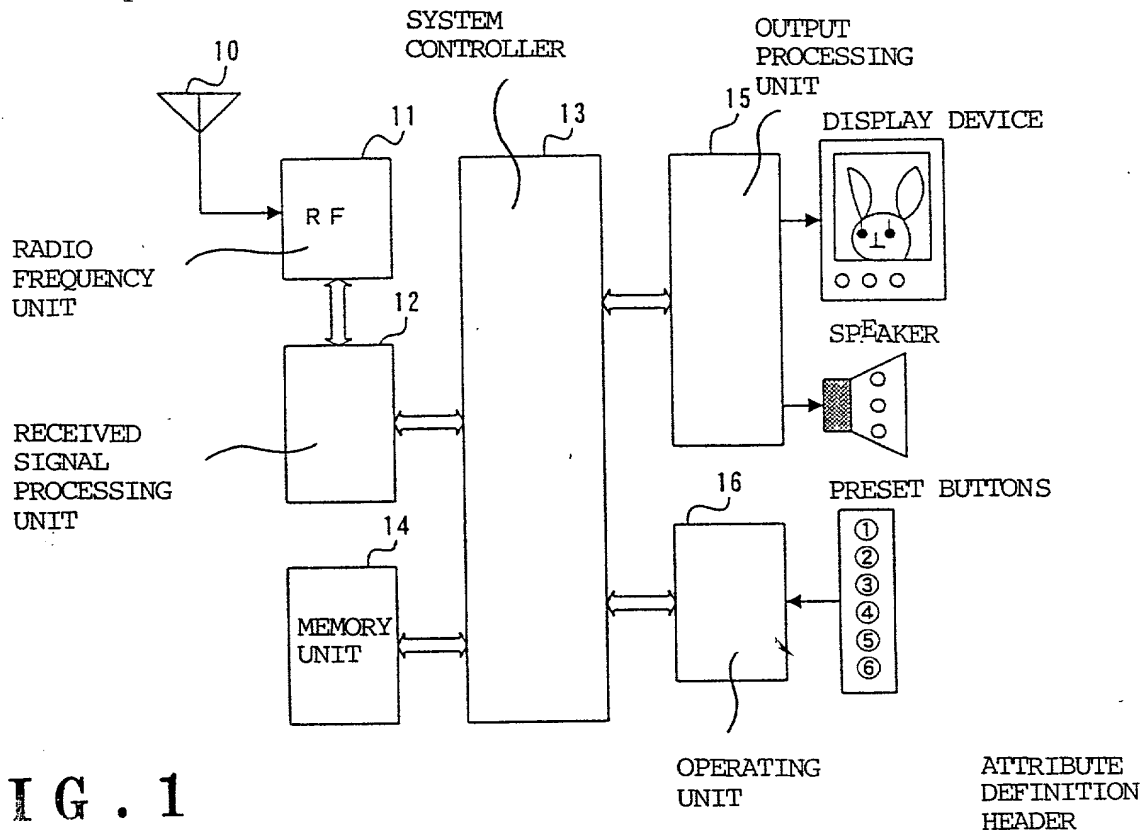 SYSTEM
CONTROLLER
OUTPUT
PROCESSING
UNIT
10
11
13
15
DISPLAY DEVICE
RF
RADIO
FREQUENCY
UNIT
12
SPEAKER
RECEIVED
SIGNAL
PROCESSING
UNIT
14
16
PRESET BUTTONS
MEMORY
UNIT
①
②
③
④
⑤
⑥
OPERATING
UNIT
ATTRIBUTE
DEFINITION
HEADER
IG.1